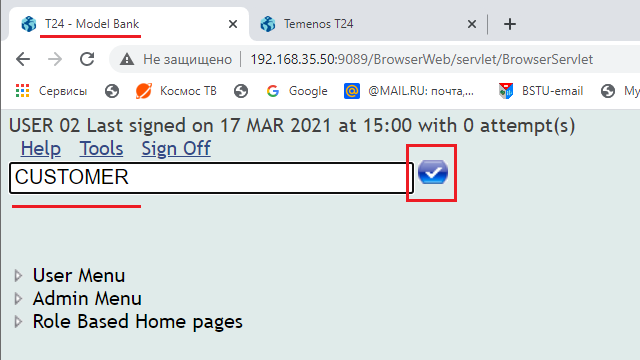 T24 - Model Bank
Temenos T24
Не защищено 192.168.35.50:9089/BrowserWeb/servlet/BrowserServlet
Сервисы Космос ТВ Google @MAIL.RU: почта,... BSTU-email My
USER 02 Last signed on 17 MAR 2021 at 15:00 with 0 attempt(s)
Help Tools Sign Off
CUSTOMER
User Menu
Admin Menu
Role Based Home pages